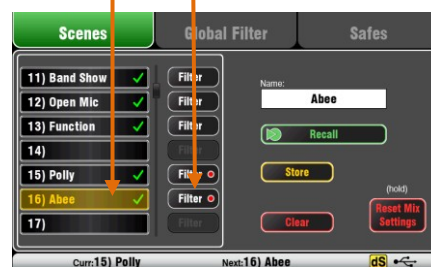 Scenes Global Filter Safes
11) Band Show Filter
12) Open Mic Filter
13) Function Filter
14) Filter
15) Polly Filter
16) Abee Filter
17) Filter
Name:
Abee
Recall
Store
(hold)
Clear
Reset Mix
Settings
Curr:15) Polly Next:16) Abee dS